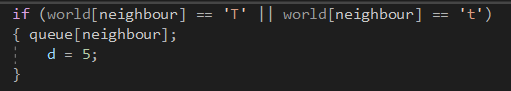 if (world[neighbour] == 'T' || world[neighbour] == 't')
{ queue[neighbour];
d = 5;
}